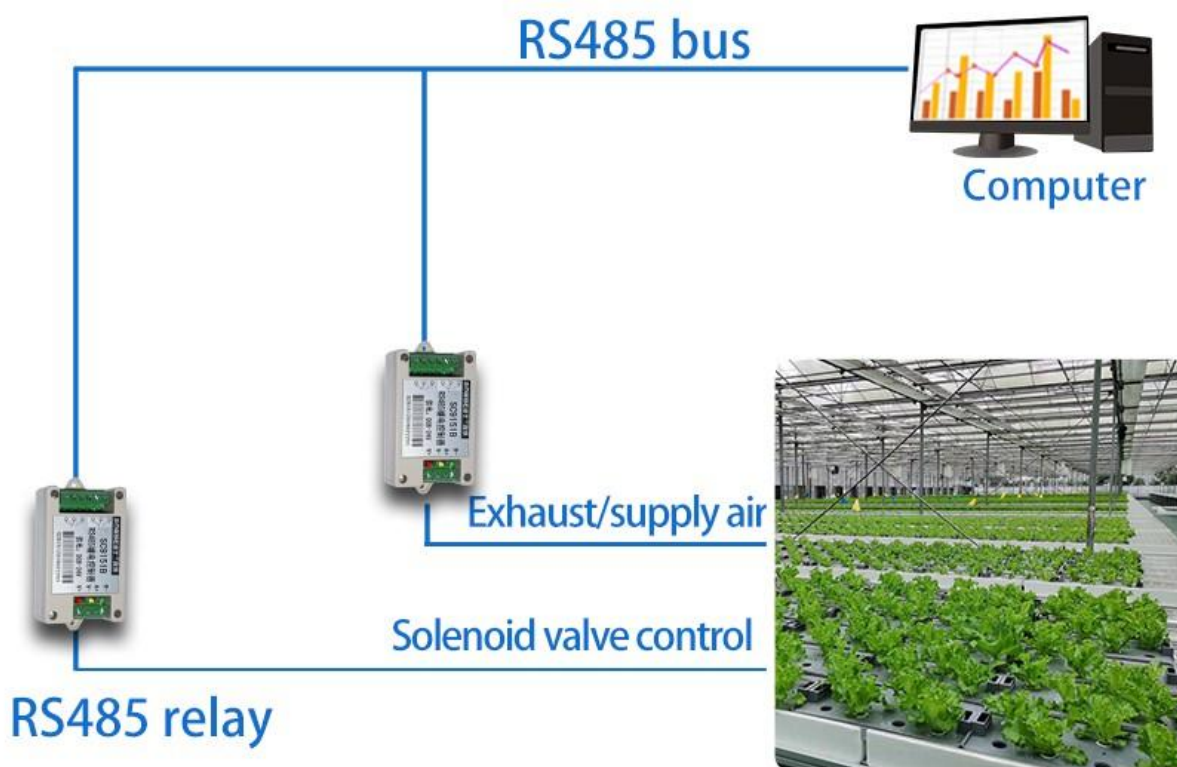 RS485 bus
Computer
SC9151B
Exhaust/supply air
SC9151B
Solenoid valve control
RS485 relay